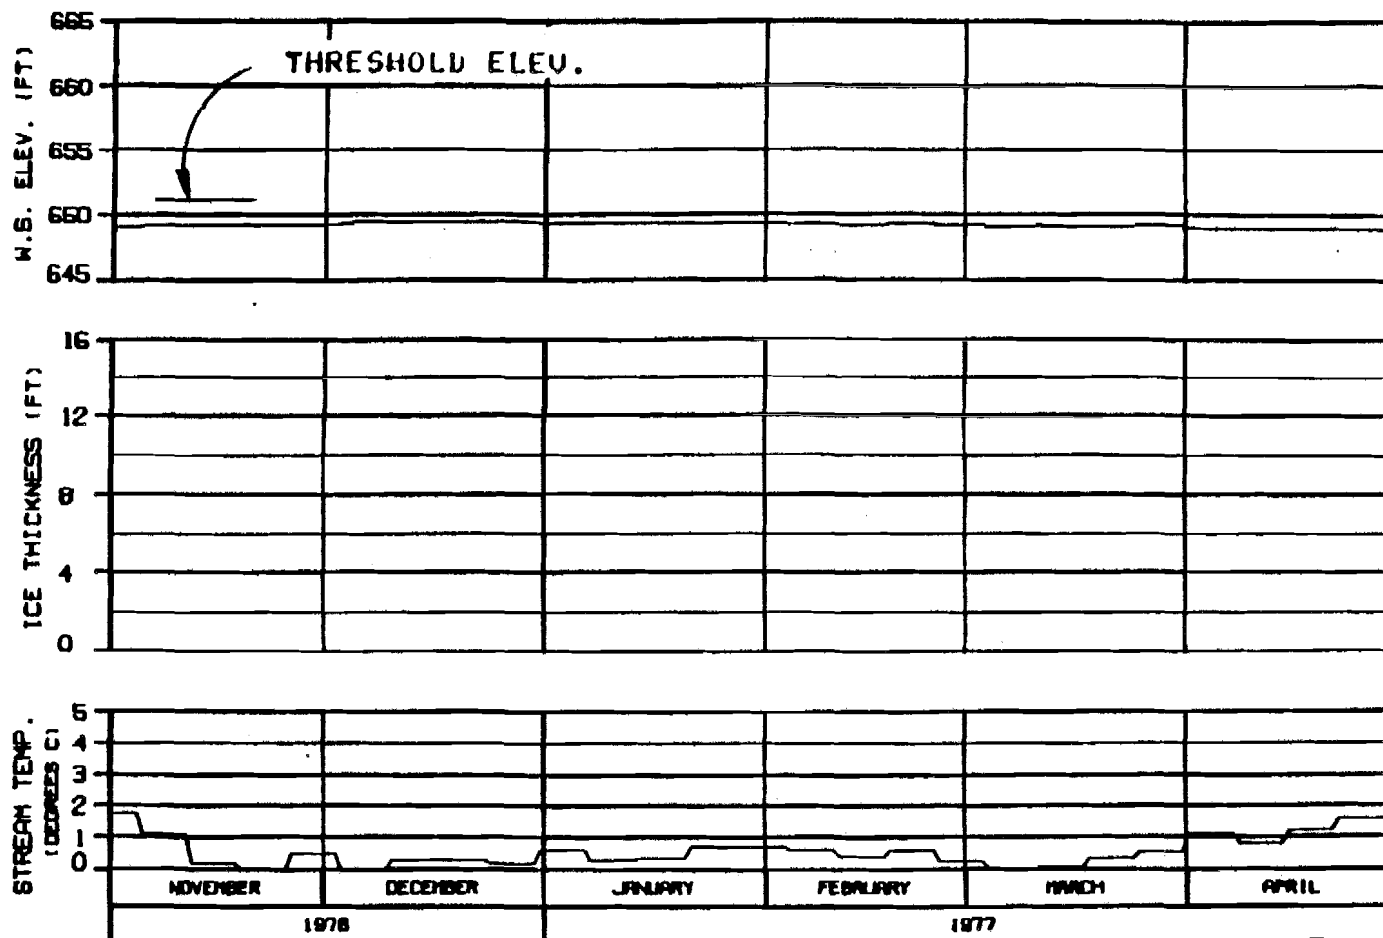 W.S. ELEV. (FT)
665
660
655
650
645
THRESHOLD ELEV.
ICE THICKNESS (FT)
16
12
8
4
0
STREAM TEMP.
(DEGREES C)
5
4
3
2
1
0
NOVEMBER DECEMBER JANUARY FEBRUARY MARCH APRIL
1976 1977